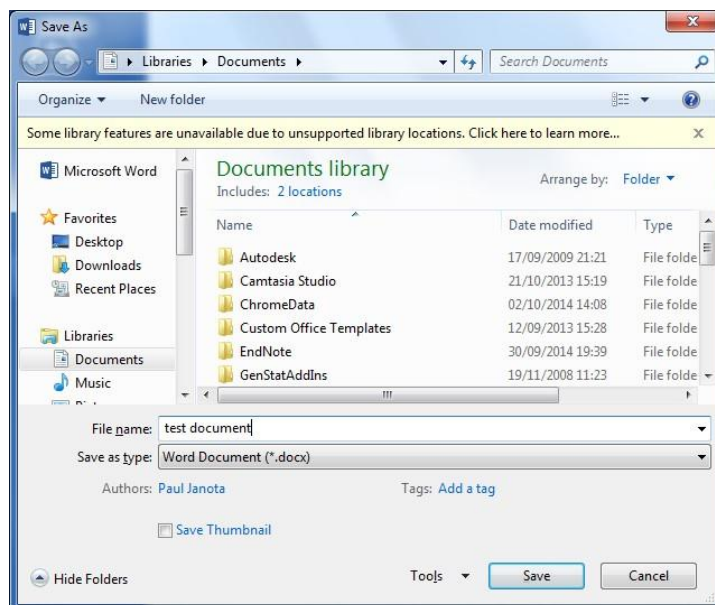 Save As
Libraries Documents Search Documents
Organize New folder
Some library features are unavailable due to unsupported library locations. Click here to learn more...
Microsoft Word
Favorites
Desktop
Downloads
Recent Places
Libraries
Documents
Music
Documents library
Includes: 2 locations
Arrange by: Folder
Name Date modified Type
Autodesk 17/09/2009 21:21 File folde
Camtasia Studio 21/10/2013 15:19 File folde
ChromeData 02/10/2014 14:08 File folde
Custom Office Templates 12/09/2013 15:28 File folde
EndNote 30/09/2014 19:39 File folde
GenStatAddIns 19/11/2008 11:23 File folde
File name: test document
Save as type: Word Document (*.docx)
Authors: Paul Janota Tags: Add a tag
Save Thumbnail
Hide Folders Tools Save Cancel